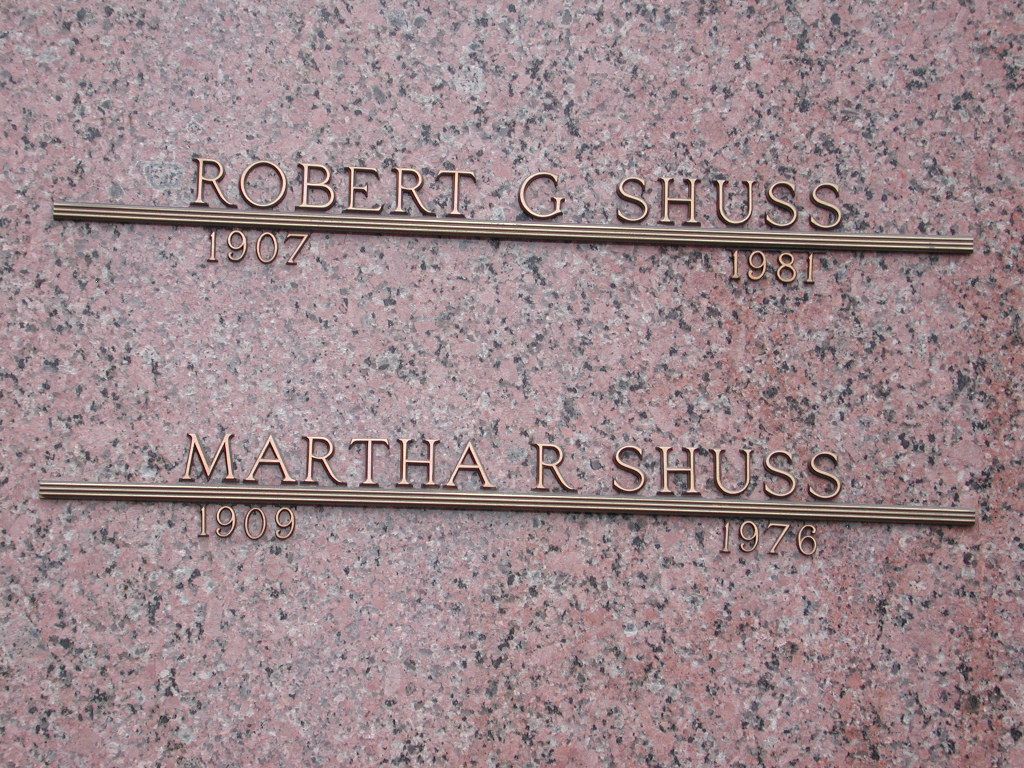 ROBERT G SHUSS
1907 1981
MARTHA R SHUSS
1909 1976